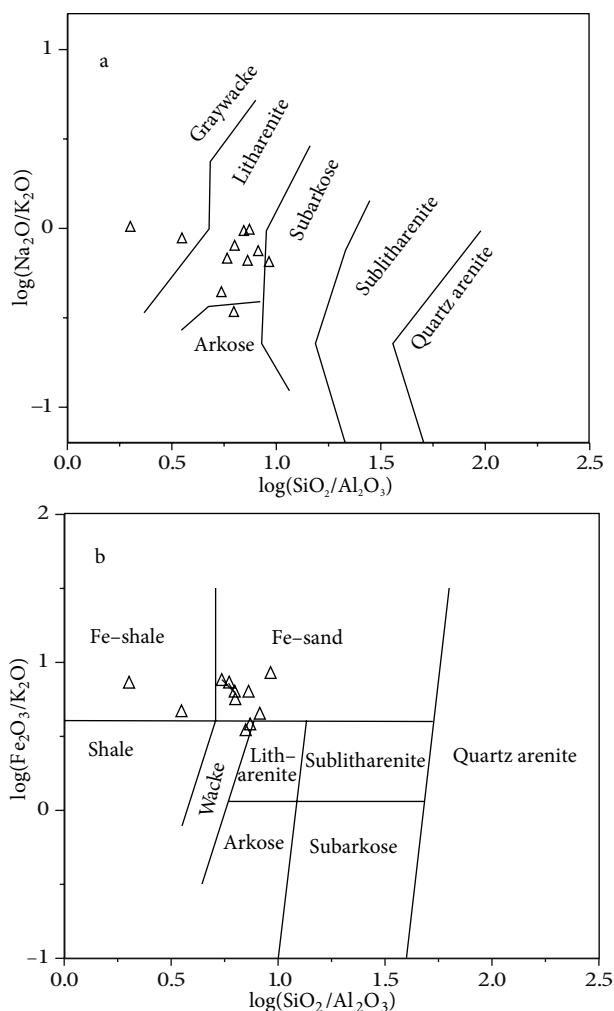 a
1
0
−1
log(Na₂O/K₂O)
Graywacke
Litharenite
Subarkose
Sublitharenite
Quartz arenite
Arkose
0.0 0.5 1.0 1.5 2.0 2.5
log(SiO₂/Al₂O₃)
b
2
1
0
−1
log(Fe₂O₃/K₂O)
Fe–shale
Fe–sand
Shale
Wacke
Lith–
arenite
Sublitharenite
Quartz arenite
Arkose
Subarkose
0.0 0.5 1.0 1.5 2.0 2.5
log(SiO₂/Al₂O₃)